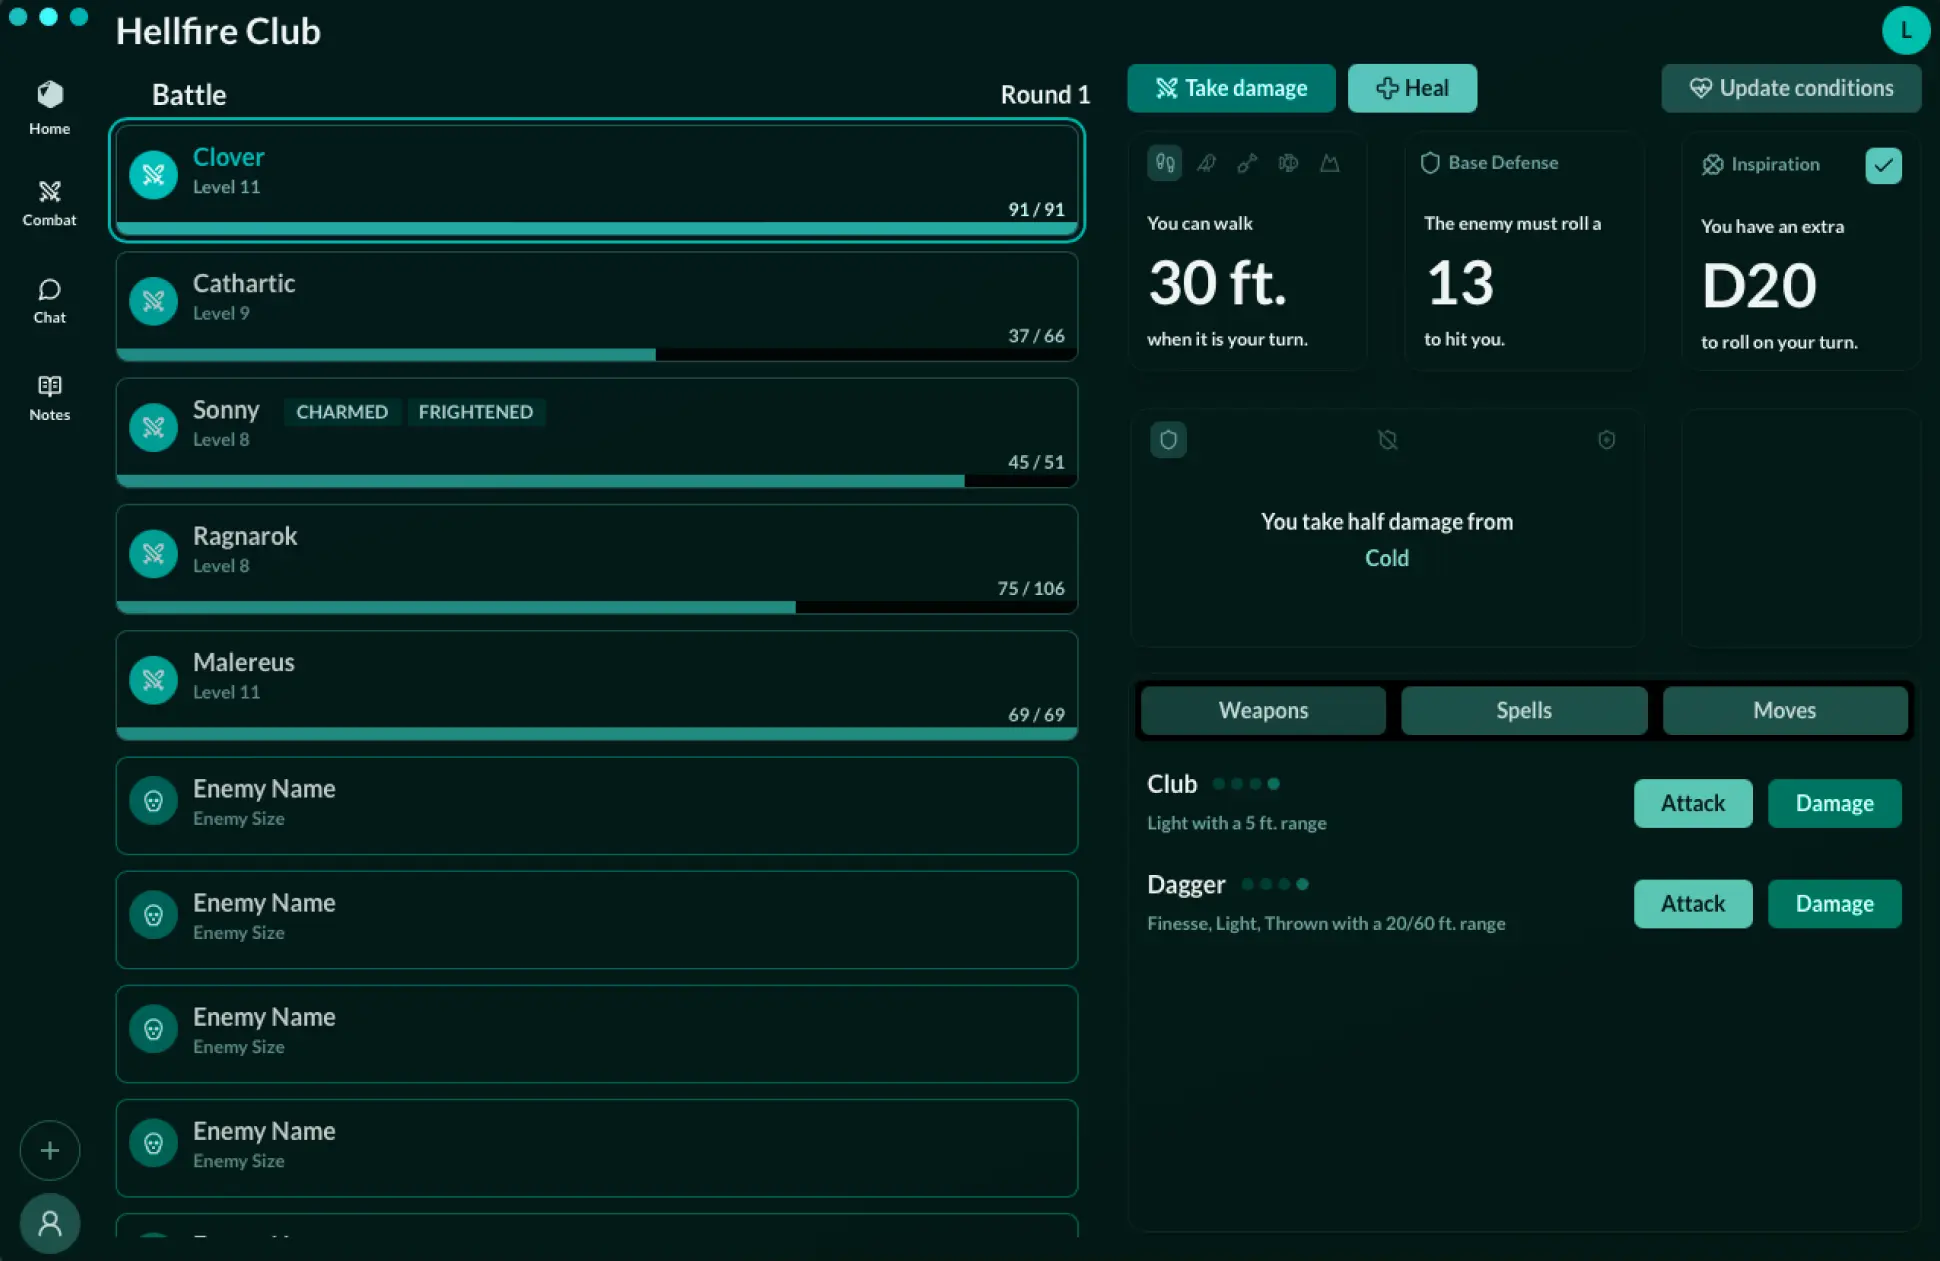 Hellfire Club
L
Home
Combat
Chat
Notes
Battle
Round 1
Clover
Level 11
91 / 91
Cathartic
Level 9
37 / 66
Sonny
CHARMED
FRIGHTENED
Level 8
45 / 51
Ragnarok
Level 8
75 / 106
Malereus
Level 11
69 / 69
Enemy Name
Enemy Size
Enemy Name
Enemy Size
Enemy Name
Enemy Size
Enemy Name
Enemy Size
Take damage
Heal
Update conditions
You can walk
30 ft.
when it is your turn.
Base Defense
The enemy must roll a
13
to hit you.
Inspiration
You have an extra
D20
to roll on your turn.
You take half damage from
Cold
Weapons
Spells
Moves
Club
Light with a 5 ft. range
Attack
Damage
Dagger
Finesse, Light, Thrown with a 20/60 ft. range
Attack
Damage